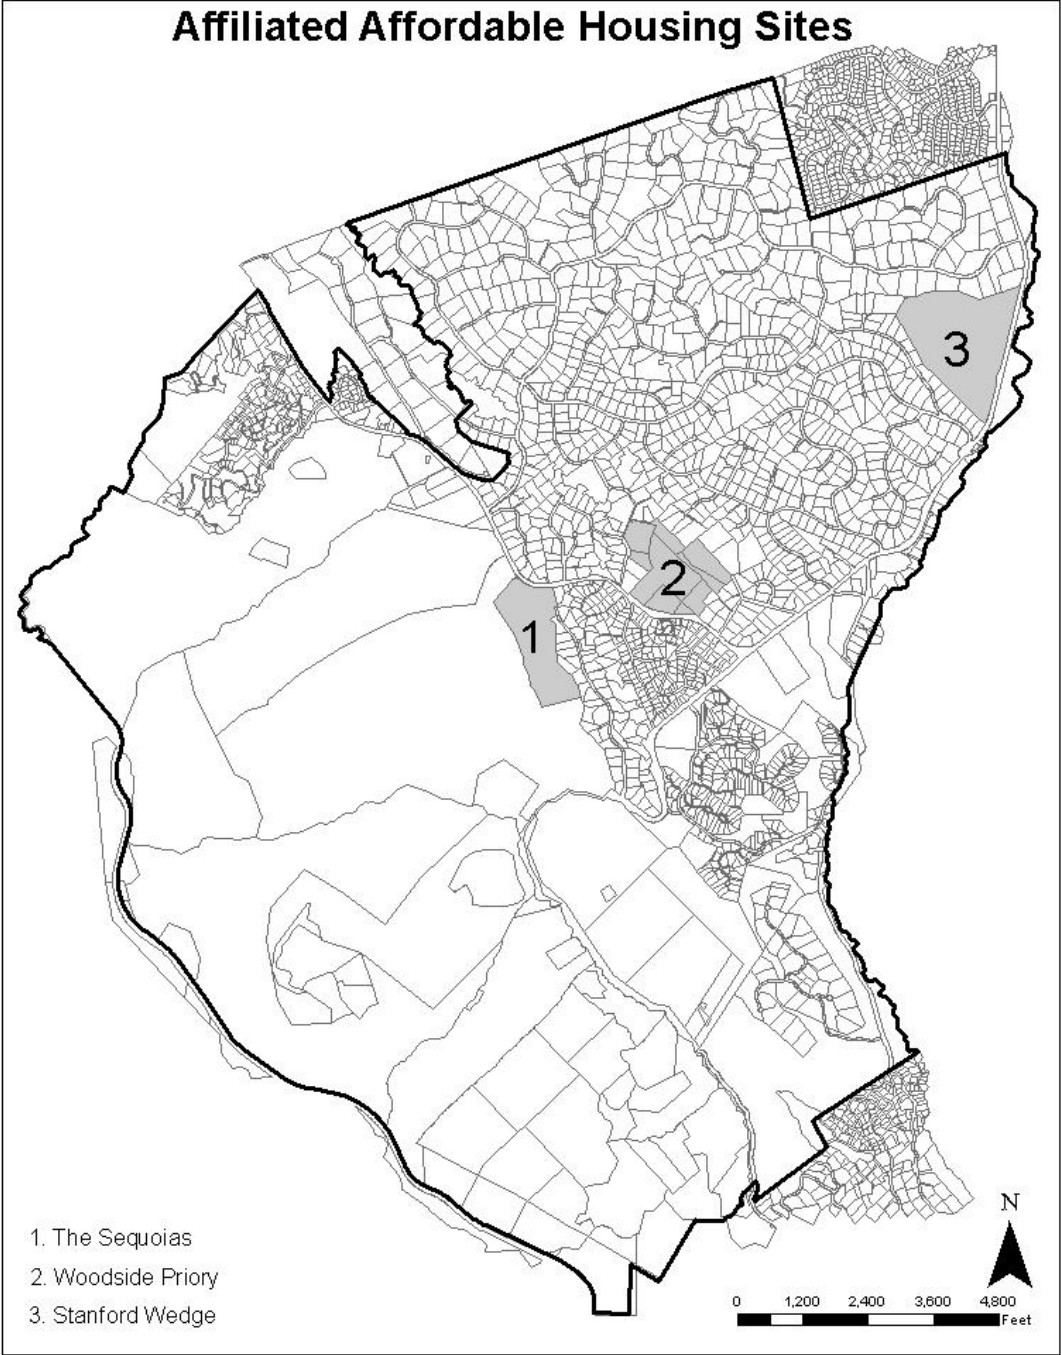 Affiliated Affordable Housing Sites
3
2
1
N
1. The Sequoias
2. Woodside Priory
3. Stanford Wedge
0 1,200 2,400 3,600 4,800
Feet